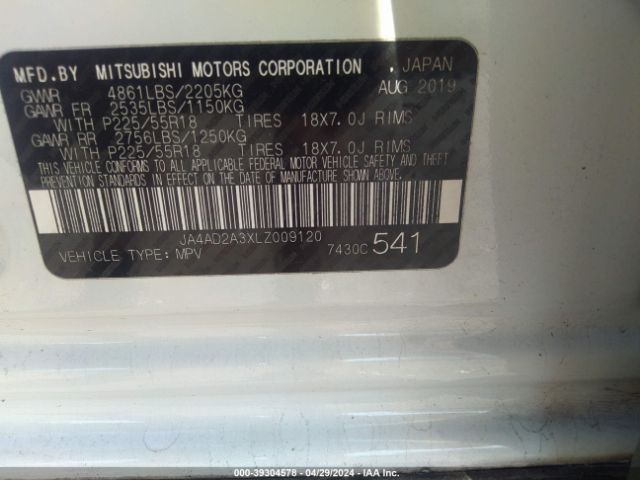 MFD.BY MITSUBISHI MOTORS CORPORATION , JAPAN
GVWR 4861LBS/2205KG AUG 2019
GAWR FR 2535LBS/1150KG
WITH P225/55R18 TIRES 18X7.0J RIMS
GAWR RR 2756LBS/1250KG
WITH P225/55R18 TIRES 18X7.0J RIMS
THIS VEHICLE CONFORMS TO ALL APPLICABLE FEDERAL MOTOR VEHICLE SAFETY AND THEFT
PREVENTION STANDARDS IN EFFECT ON THE DATE OF MANUFACTURE SHOWN ABOVE.
JA4AD2A3XLZ009120
VEHICLE TYPE: MPV 7430C 541
000-39304578 - 04/29/2024 - IAA Inc.